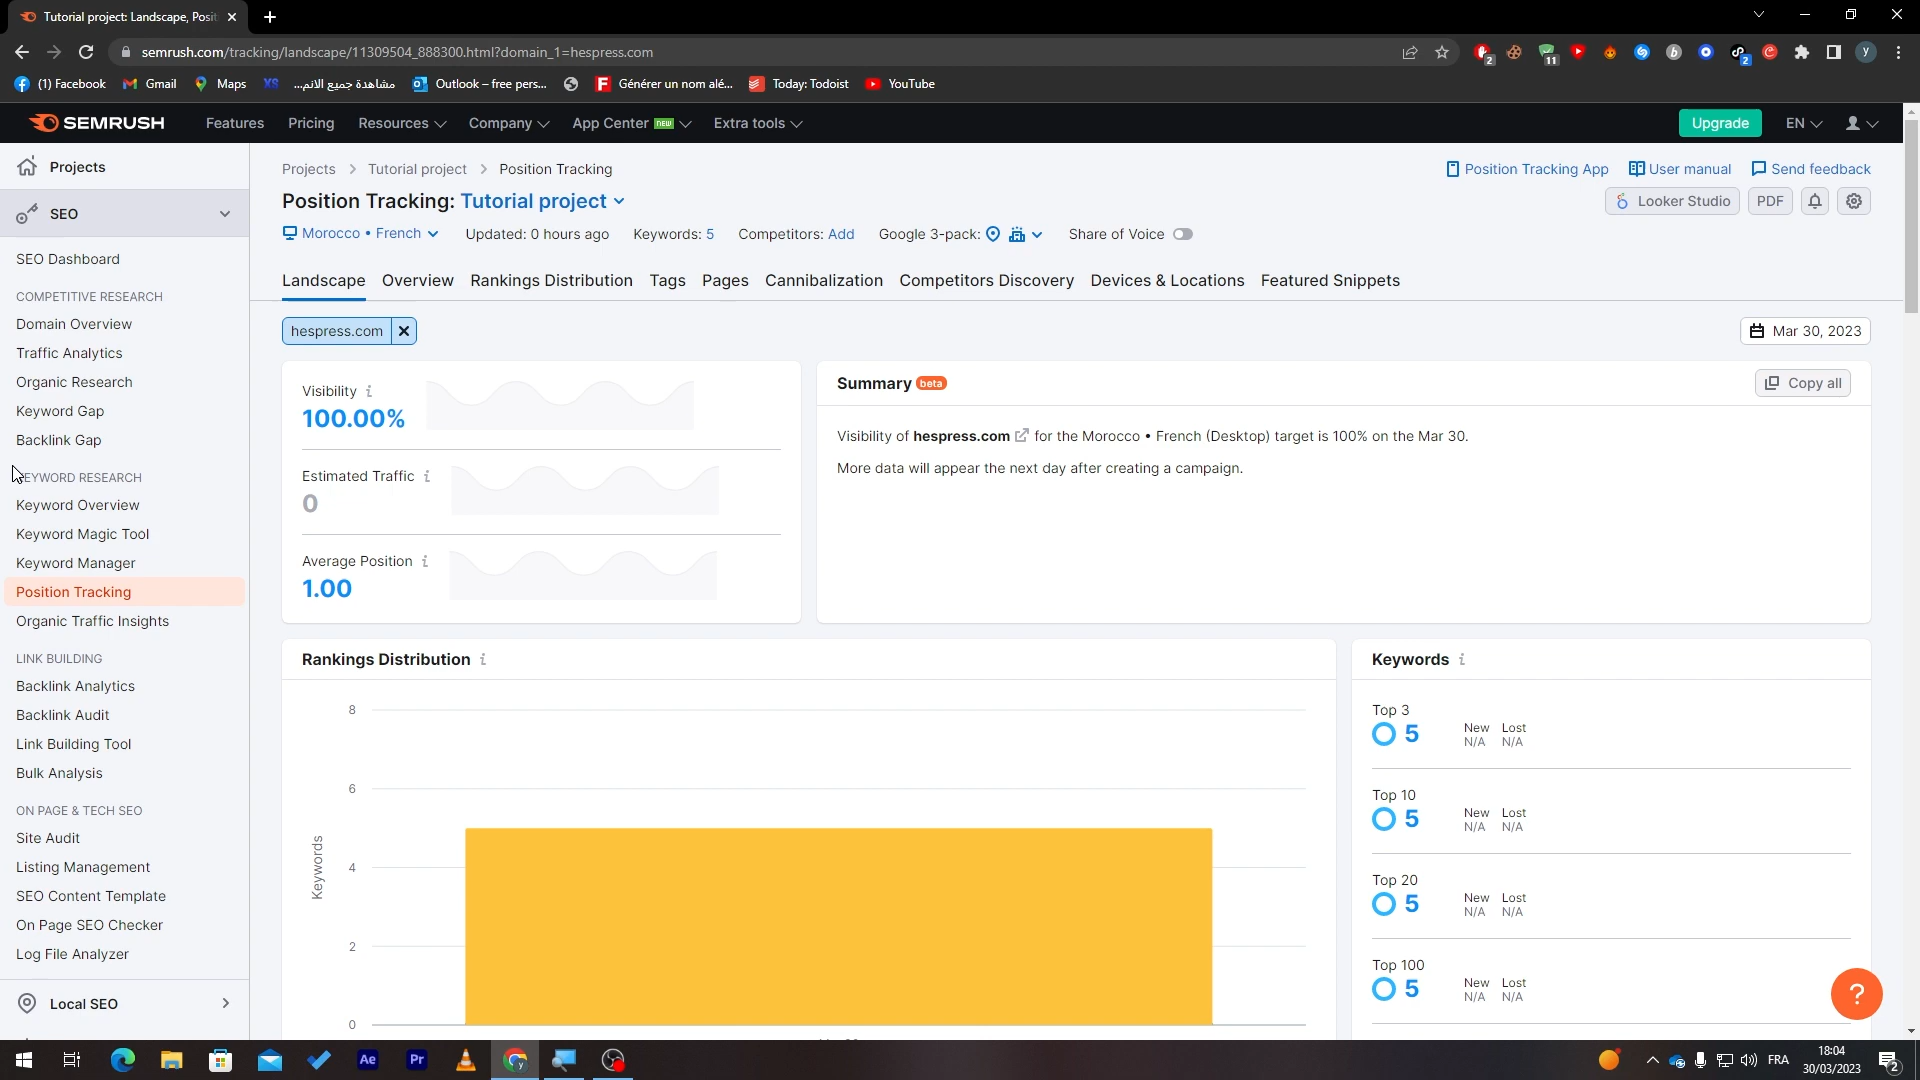 Tutorial project: Landscape, Posit
semrush.com/tracking/landscape/11309504_888300.html?domain_1=hespress.com
2
11
2
y
(1) Facebook
Gmail
Maps
XS
مشاهدة جميع الانم...
Outlook – free pers...
Générer un nom alé...
Today: Todoist
YouTube
SEMRUSH
Features
Pricing
Resources
Company
App Center NEW
Extra tools
Upgrade
EN
Projects
SEO
SEO Dashboard
COMPETITIVE RESEARCH
Domain Overview
Traffic Analytics
Organic Research
Keyword Gap
Backlink Gap
EYWORD RESEARCH
Keyword Overview
Keyword Magic Tool
Keyword Manager
Position Tracking
Organic Traffic Insights
LINK BUILDING
Backlink Analytics
Backlink Audit
Link Building Tool
Bulk Analysis
ON PAGE & TECH SEO
Site Audit
Listing Management
SEO Content Template
On Page SEO Checker
Log File Analyzer
Local SEO
Projects > Tutorial project > Position Tracking
Position Tracking App
User manual
Send feedback
Position Tracking: Tutorial project
Looker Studio
PDF
Morocco • French
Updated: 0 hours ago
Keywords: 5
Competitors: Add
Google 3-pack:
Share of Voice
Landscape
Overview
Rankings Distribution
Tags
Pages
Cannibalization
Competitors Discovery
Devices & Locations
Featured Snippets
hespress.com
Mar 30, 2023
Visibility i
100.00%
Estimated Traffic i
0
Average Position i
1.00
Summary beta
Copy all
Visibility of hespress.com for the Morocco • French (Desktop) target is 100% on the Mar 30.
More data will appear the next day after creating a campaign.
Rankings Distribution i
8
6
4
2
0
Keywords
Keywords i
Top 3
5
New Lost
N/A N/A
Top 10
5
New Lost
N/A N/A
Top 20
5
New Lost
N/A N/A
Top 100
5
New Lost
N/A N/A
?
Ae
Pr
FRA
18:04
30/03/2023
2